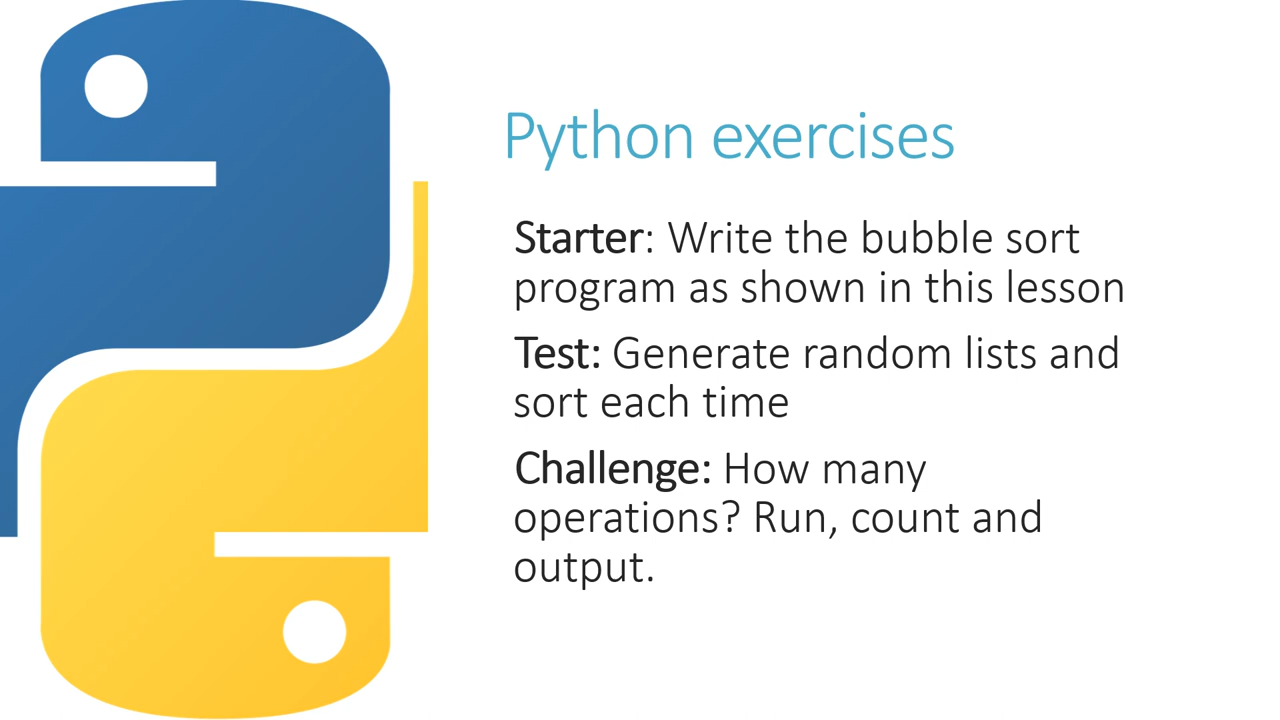 Python exercises
Starter: Write the bubble sort
program as shown in this lesson
Test: Generate random lists and
sort each time
Challenge: How many
operations? Run, count and
output.